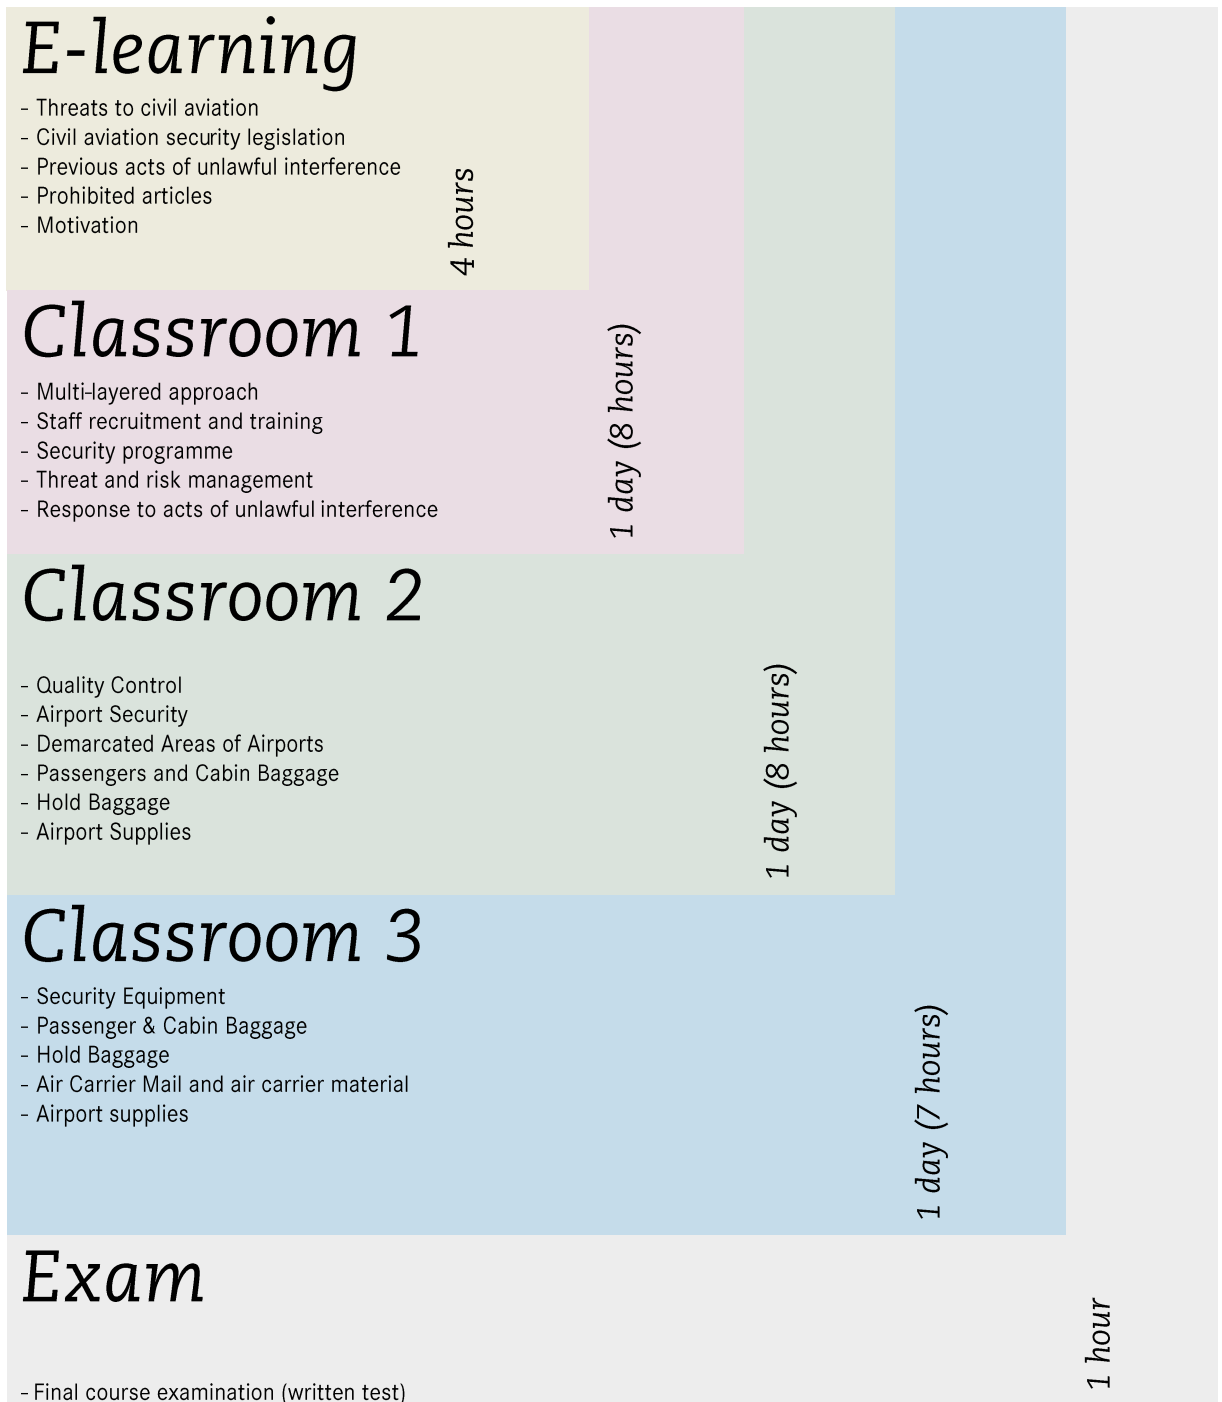 E-learning
- Threats to civil aviation
- Civil aviation security legislation
- Previous acts of unlawful interference
- Prohibited articles
- Motivation
4 hours
Classroom 1
- Multi-layered approach
- Staff recruitment and training
- Security programme
- Threat and risk management
- Response to acts of unlawful interference
1 day (8 hours)
Classroom 2
- Quality Control
- Airport Security
- Demarcated Areas of Airports
- Passengers and Cabin Baggage
- Hold Baggage
- Airport Supplies
1 day (8 hours)
Classroom 3
- Security Equipment
- Passenger & Cabin Baggage
- Hold Baggage
- Air Carrier Mail and air carrier material
- Airport supplies
1 day (7 hours)
Exam
- Final course examination (written test)
1 hour